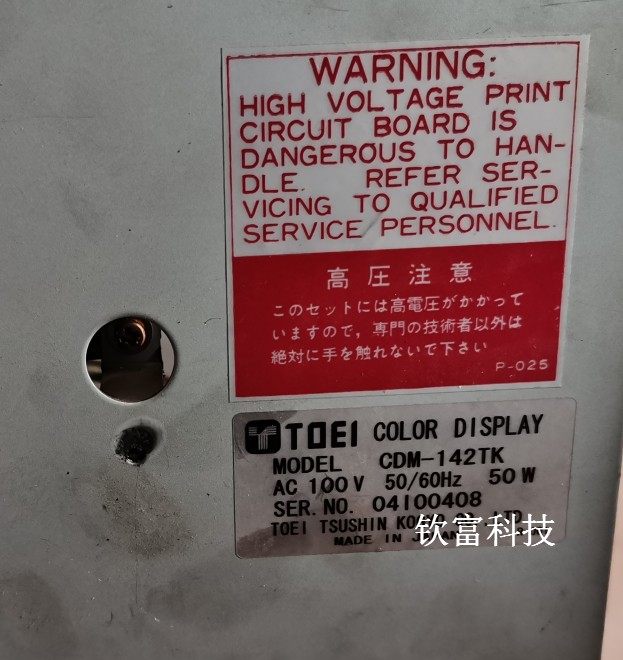 WARNING:
HIGH VOLTAGE PRINT
CIRCUIT BOARD IS
DANGEROUS TO HAN-
DLE. REFER SER-
VICING TO QUALIFIED
SERVICE PERSONNEL.
高圧注意
このセットには高電圧がかかって
いますので，専門の技術者以外は
絶対に手を触れないで下さい
P-025
TOEI COLOR DISPLAY
MODEL CDM-142TK
AC 100V 50/60Hz 50W
SER. NO. 04100408
TOEI TSUSHIN LTD.
MADE IN
钦富科技